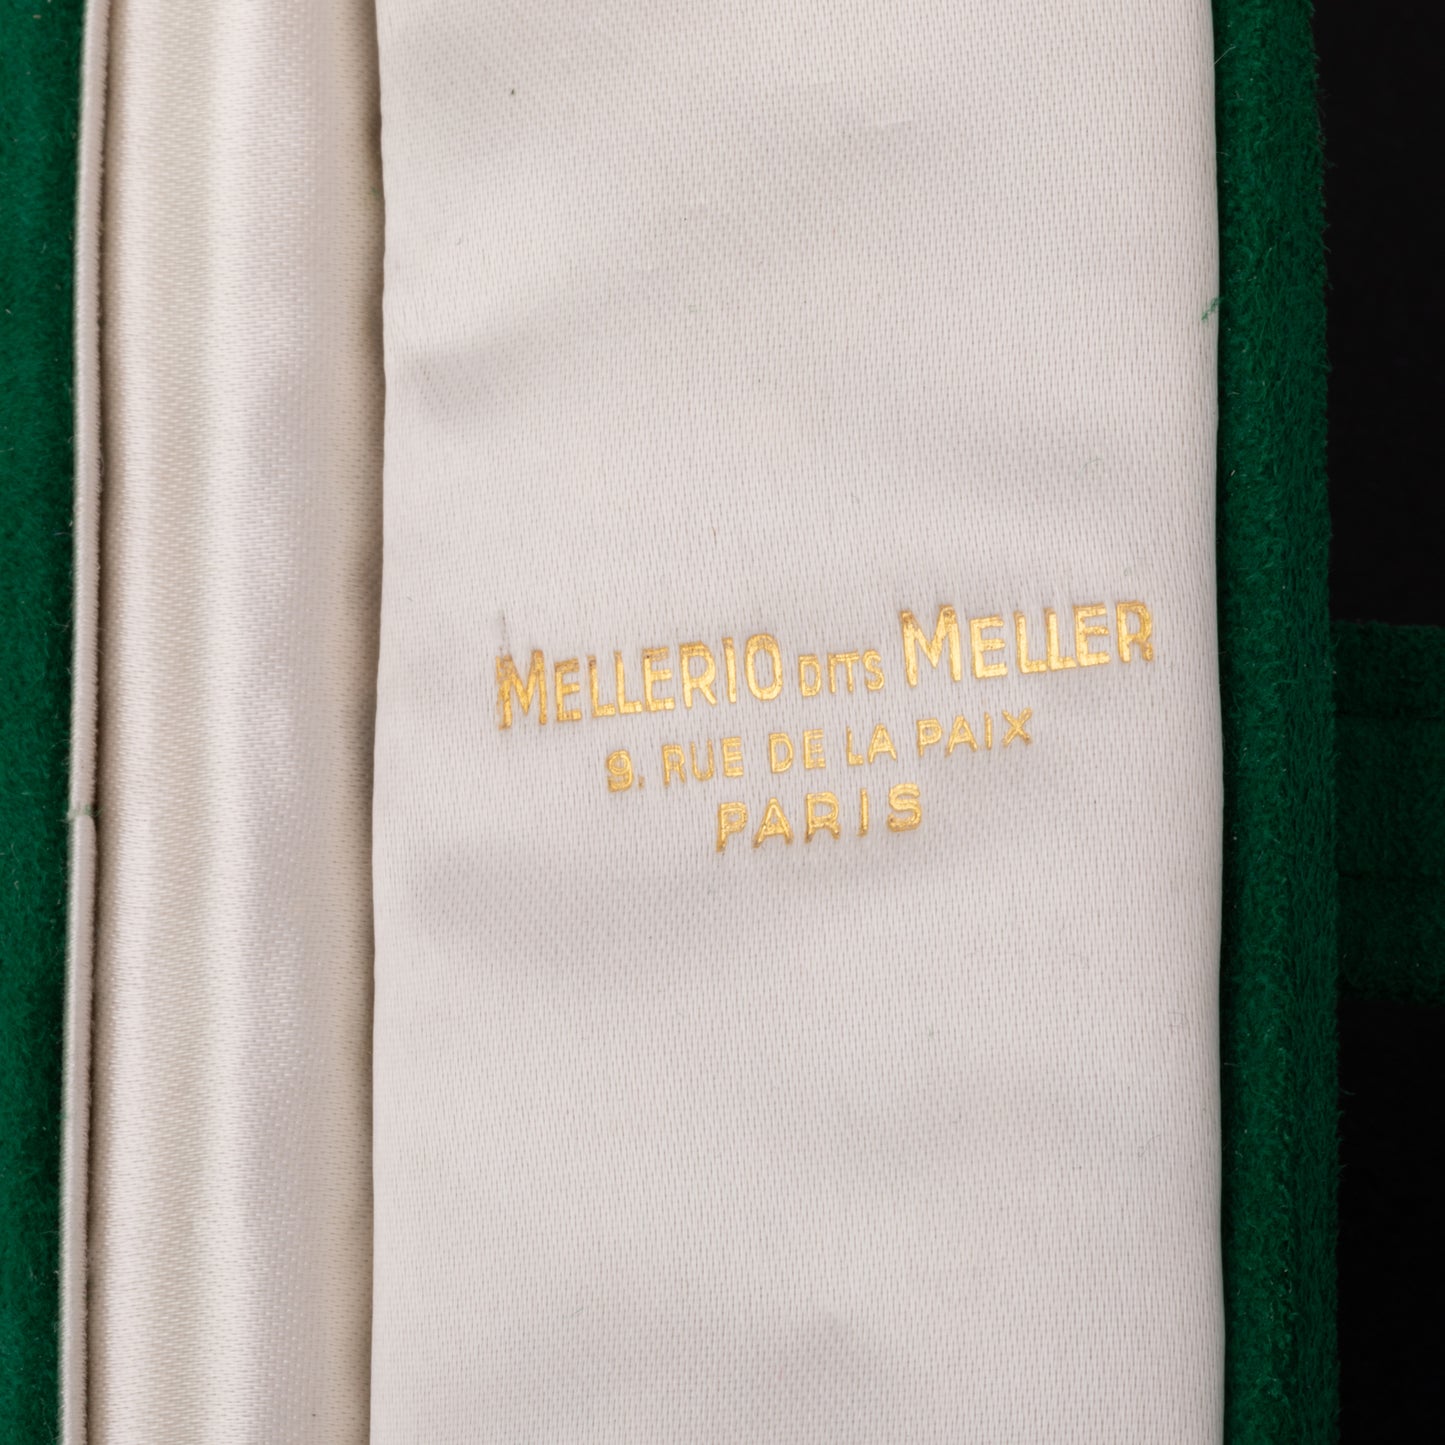 MELLERIO DITS MELLER
9, RUE DE LA PAIX
PARIS